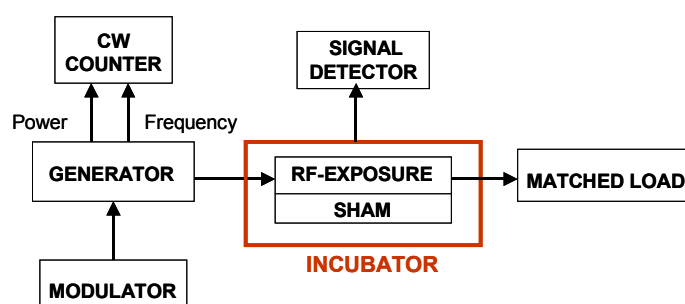 CW
COUNTER
SIGNAL
DETECTOR
Power
Frequency
GENERATOR
RF-EXPOSURE
SHAM
MATCHED LOAD
INCUBATOR
MODULATOR